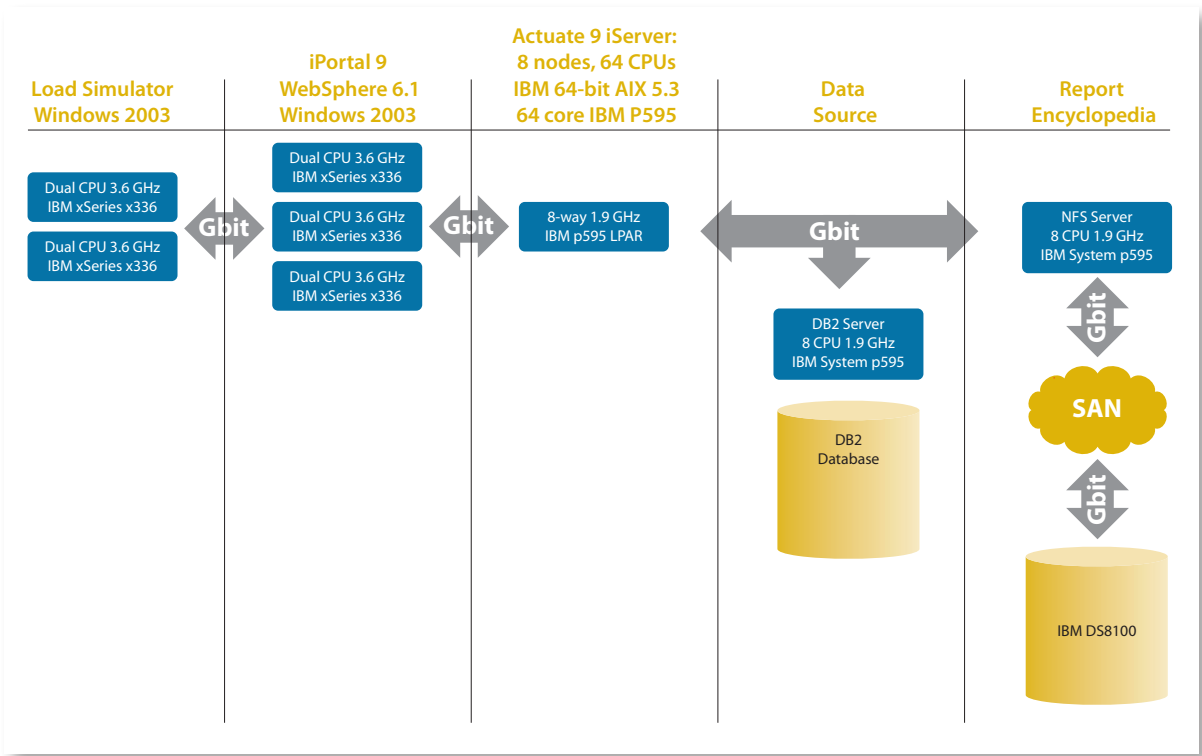 Load Simulator
Windows 2003
iPortal 9
WebSphere 6.1
Windows 2003
Actuate 9 iServer:
8 nodes, 64 CPUs
IBM 64-bit AIX 5.3
64 core IBM P595
Data
Source
Report
Encyclopedia
Dual CPU 3.6 GHz
IBM xSeries x336
Dual CPU 3.6 GHz
IBM xSeries x336
Gbit
Dual CPU 3.6 GHz
IBM xSeries x336
Dual CPU 3.6 GHz
IBM xSeries x336
Dual CPU 3.6 GHz
IBM xSeries x336
Gbit
8-way 1.9 GHz
IBM p595 LPAR
Gbit
DB2 Server
8 CPU 1.9 GHz
IBM System p595
DB2
Database
NFS Server
8 CPU 1.9 GHz
IBM System p595
Gbit
SAN
Gbit
IBM DS8100